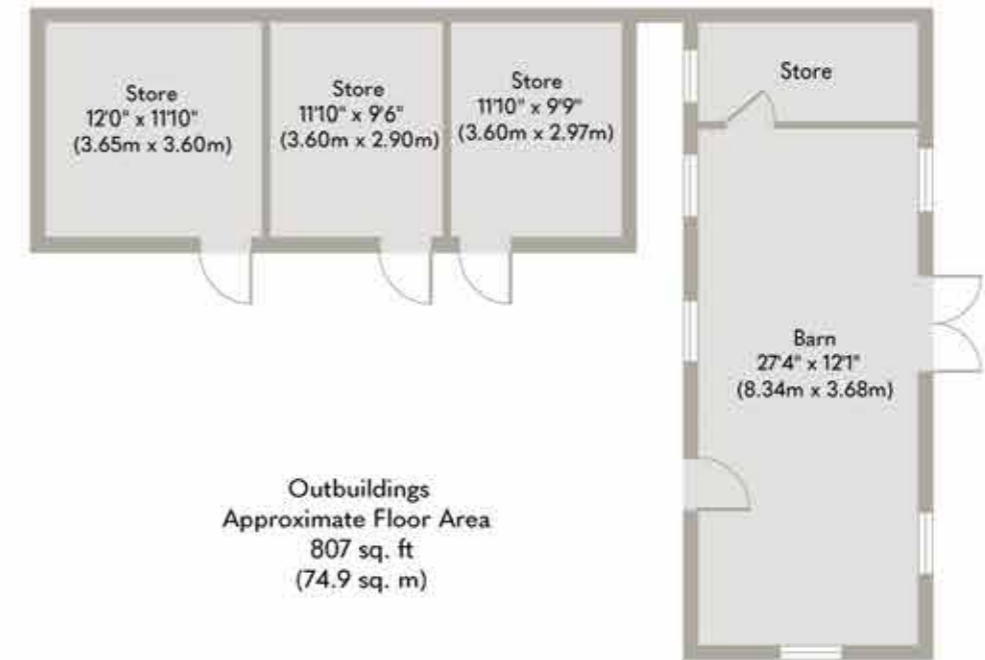 Store
12'0" x 11'10"
(3.65m x 3.60m)
Store
11'10" x 9'6"
(3.60m x 2.90m)
Store
11'10" x 9'9"
(3.60m x 2.97m)
Store
Barn
27'4" x 12'1"
(8.34m x 3.68m)
Outbuildings
Approximate Floor Area
807 sq. ft
(74.9 sq. m)